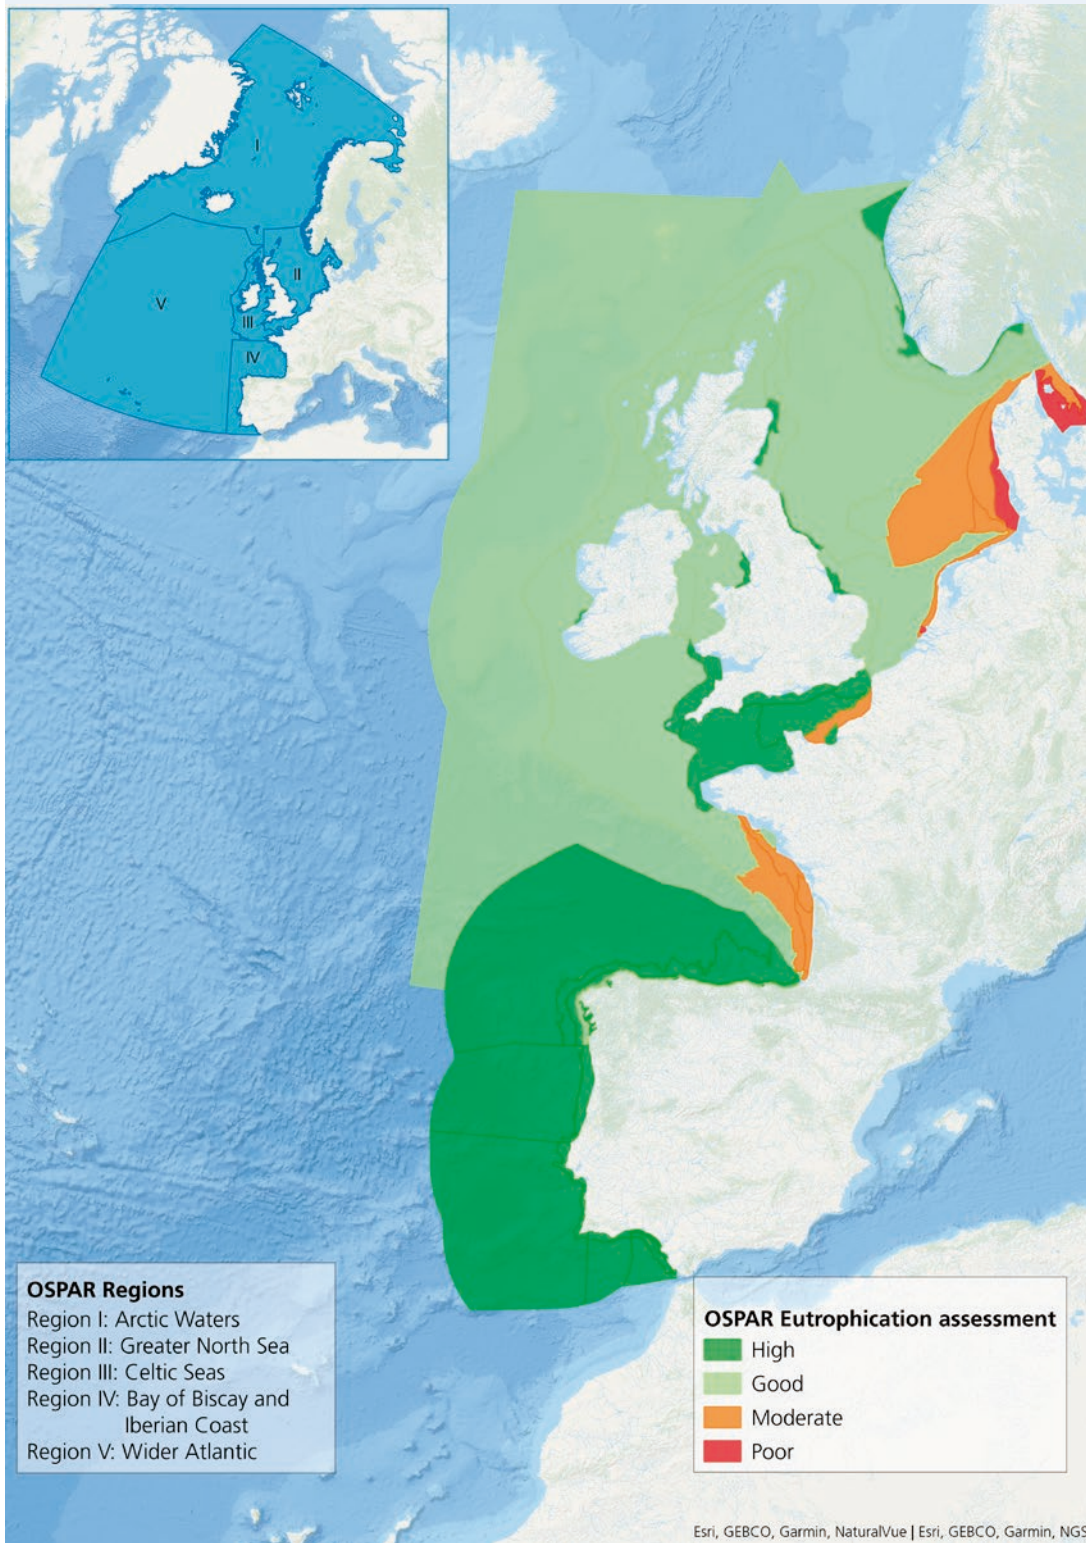 I
II
V
III
IV
OSPAR Regions
Region I: Arctic Waters
Region II: Greater North Sea
Region III: Celtic Seas
Region IV: Bay of Biscay and
Iberian Coast
Region V: Wider Atlantic
OSPAR Eutrophication assessment
High
Good
Moderate
Poor
Esri, GEBCO, Garmin, NaturalVue | Esri, GEBCO, Garmin, NGS